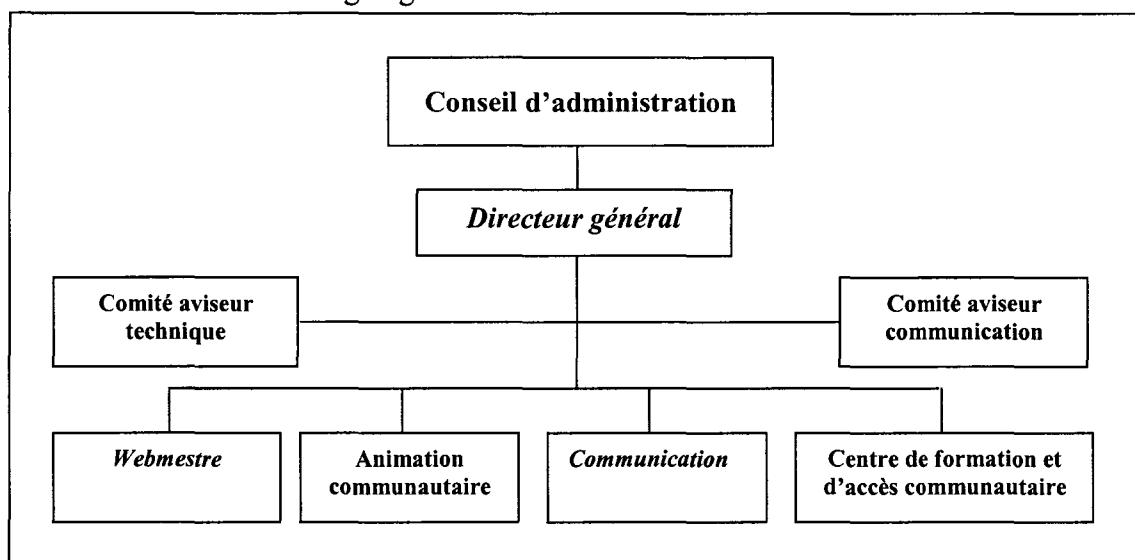 Conseil d'administration
Directeur général
Comité aviseur
technique
Comité aviseur
communication
Webmestre
Animation
communautaire
Communication
Centre de formation et
d'accès communautaire